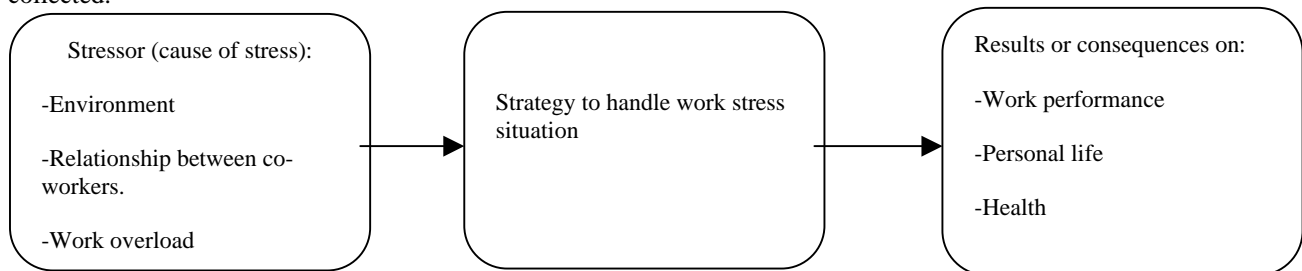 collected.
Stressor (cause of stress):
-Environment
-Relationship between co-
workers.
-Work overload
Strategy to handle work stress
situation
Results or consequences on:
-Work performance
-Personal life
-Health